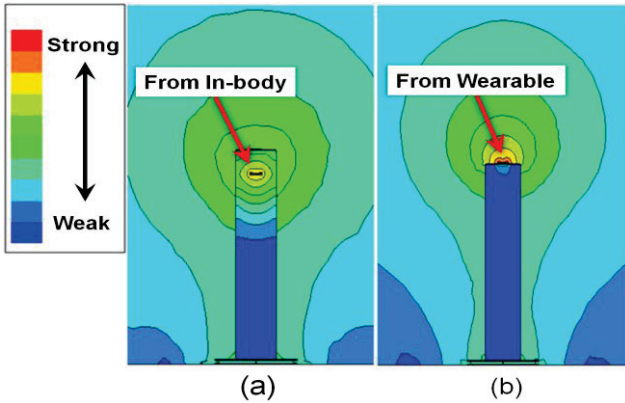 Strong
Weak
From In-body
From Wearable
(a)
(b)